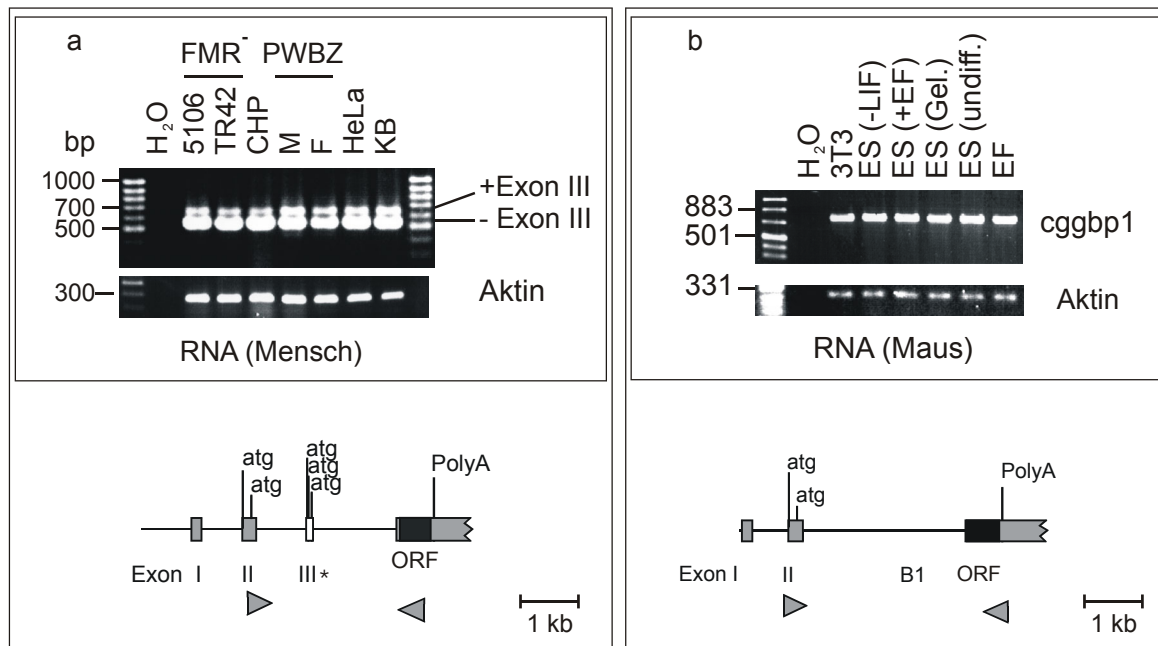 a
FMR⁻ PWBZ
bp
H₂O
5106
TR42
CHP
M
F
HeLa
KB
1000
700
500
+Exon III
- Exon III
300
Aktin
RNA (Mensch)
atg
atg
atg
atg
atg
PolyA
ORF
Exon I II III*
1 kb
b
H₂O
3T3
ES (-LIF)
ES (+EF)
ES (Gel.)
ES (undiff.)
EF
883
501
cggbp1
331
Aktin
RNA (Maus)
atg
atg
PolyA
Exon I II B1 ORF
1 kb